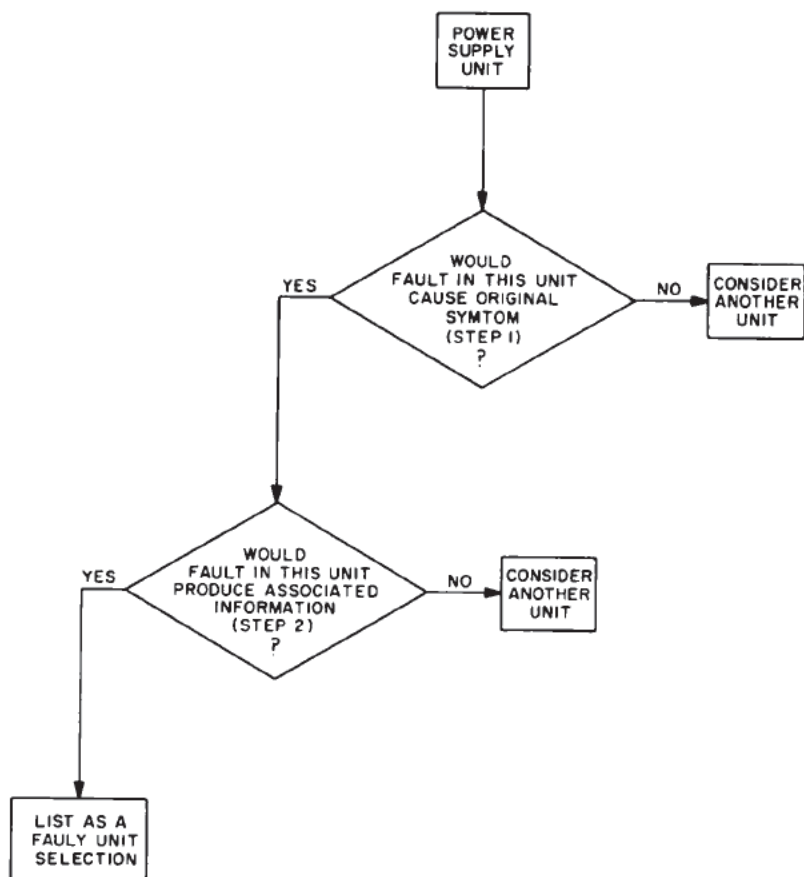 POWER
SUPPLY
UNIT
WOULD
FAULT IN THIS UNIT
CAUSE ORIGINAL
SYMTOM
(STEP 1)
?
YES
NO
CONSIDER
ANOTHER
UNIT
WOULD
FAULT IN THIS UNIT
PRODUCE ASSOCIATED
INFORMATION
(STEP 2)
?
YES
NO
CONSIDER
ANOTHER
UNIT
LIST AS A
FAULY UNIT
SELECTION